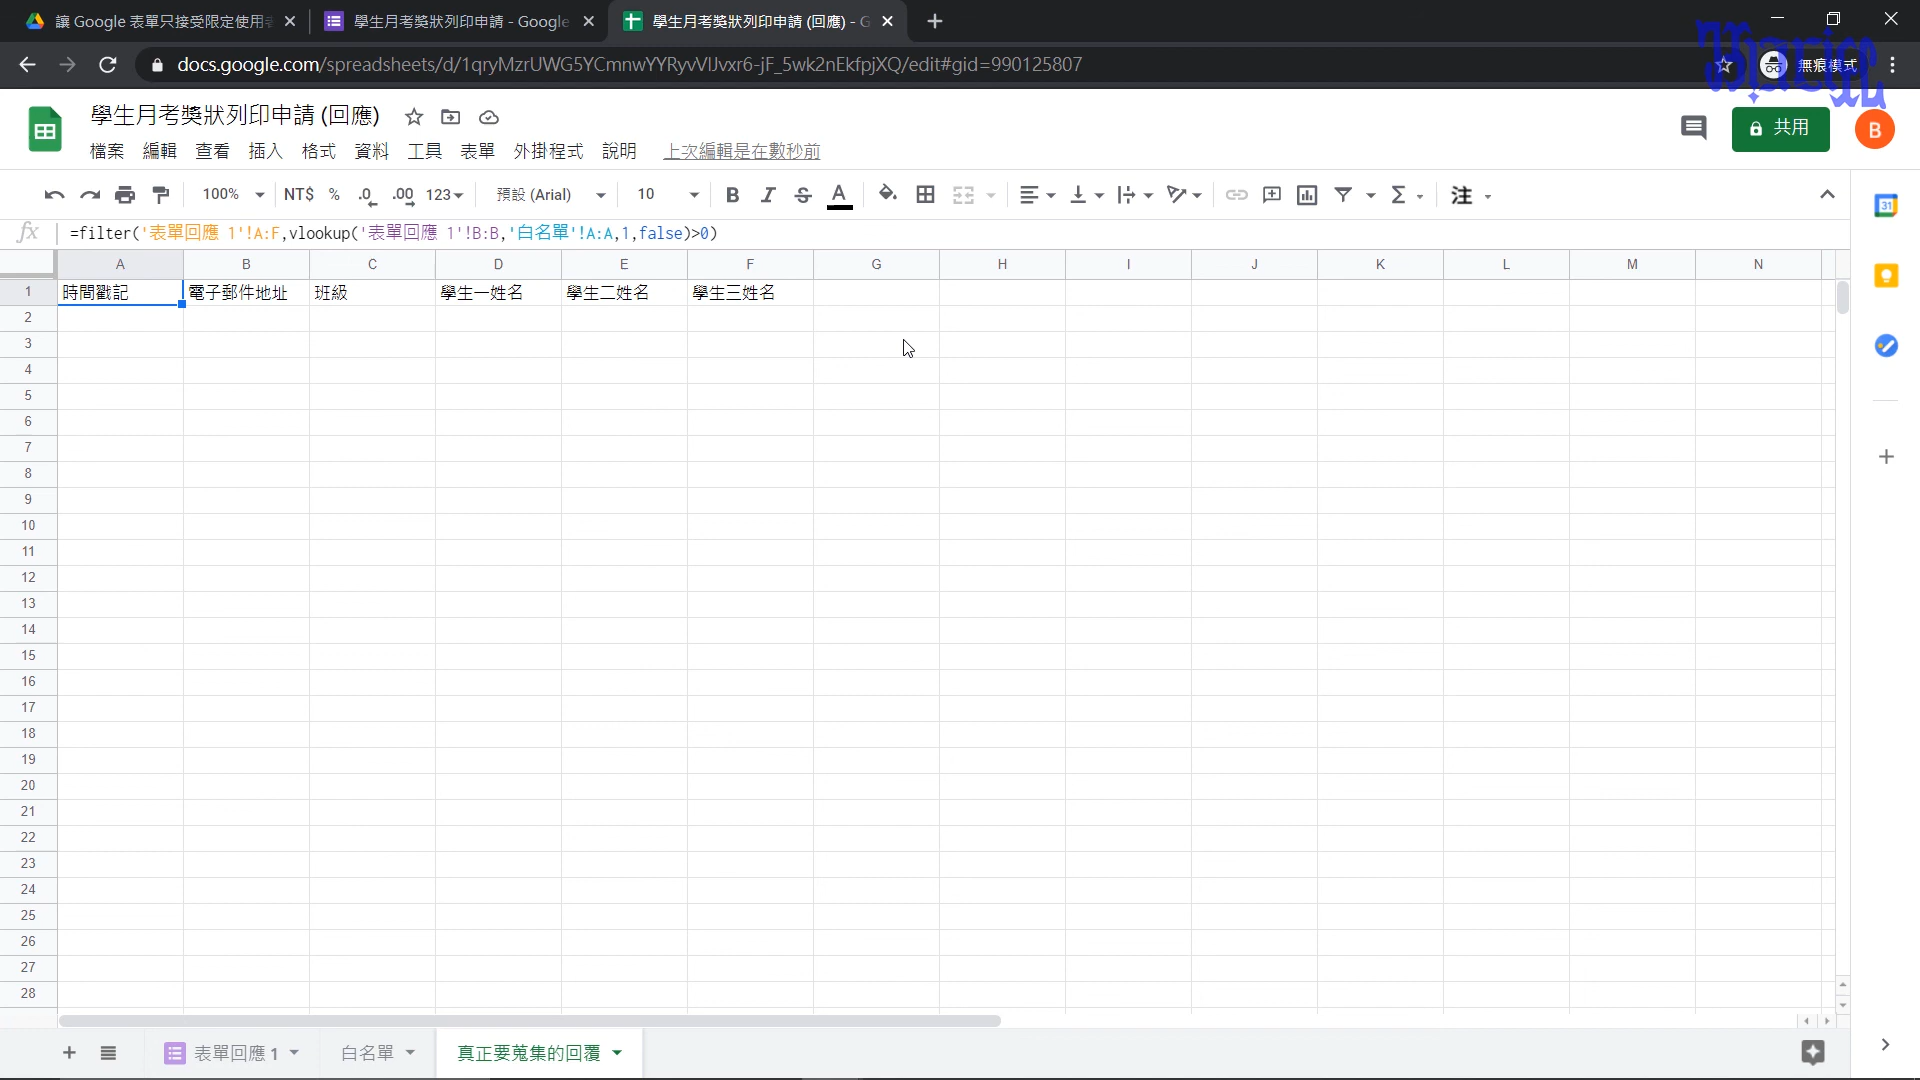 讓 Google 表單只接受限定使用者
學生月考獎狀列印申請 - Google
學生月考獎狀列印申請 (回應) - G
docs.google.com/spreadsheets/d/1qryMzrUWG5YCmnwYYRyvVIJvxr6-jF_5wk2nEkfpjXQ/edit#gid=990125807
無痕模式
學生月考獎狀列印申請 (回應)
共用
B
檔案 編輯 查看 插入 格式 資料 工具 表單 外掛程式 說明 上次編輯是在數秒前
100% NT$ % .0 .00 123 預設 (Arial) 10 B I S A Σ 注
31
fx =filter('表單回應 1'!A:F,vlookup('表單回應 1'!B:B,'白名單'!A:A,1,false)>0)
A B C D E F G H I J K L M N
1 時間戳記 電子郵件地址 班級 學生一姓名 學生二姓名 學生三姓名
2
3
4
5
6
7
8
9
10
11
12
13
14
15
16
17
18
19
20
21
22
23
24
25
26
27
28
表單回應 1 白名單 真正要蒐集的回覆